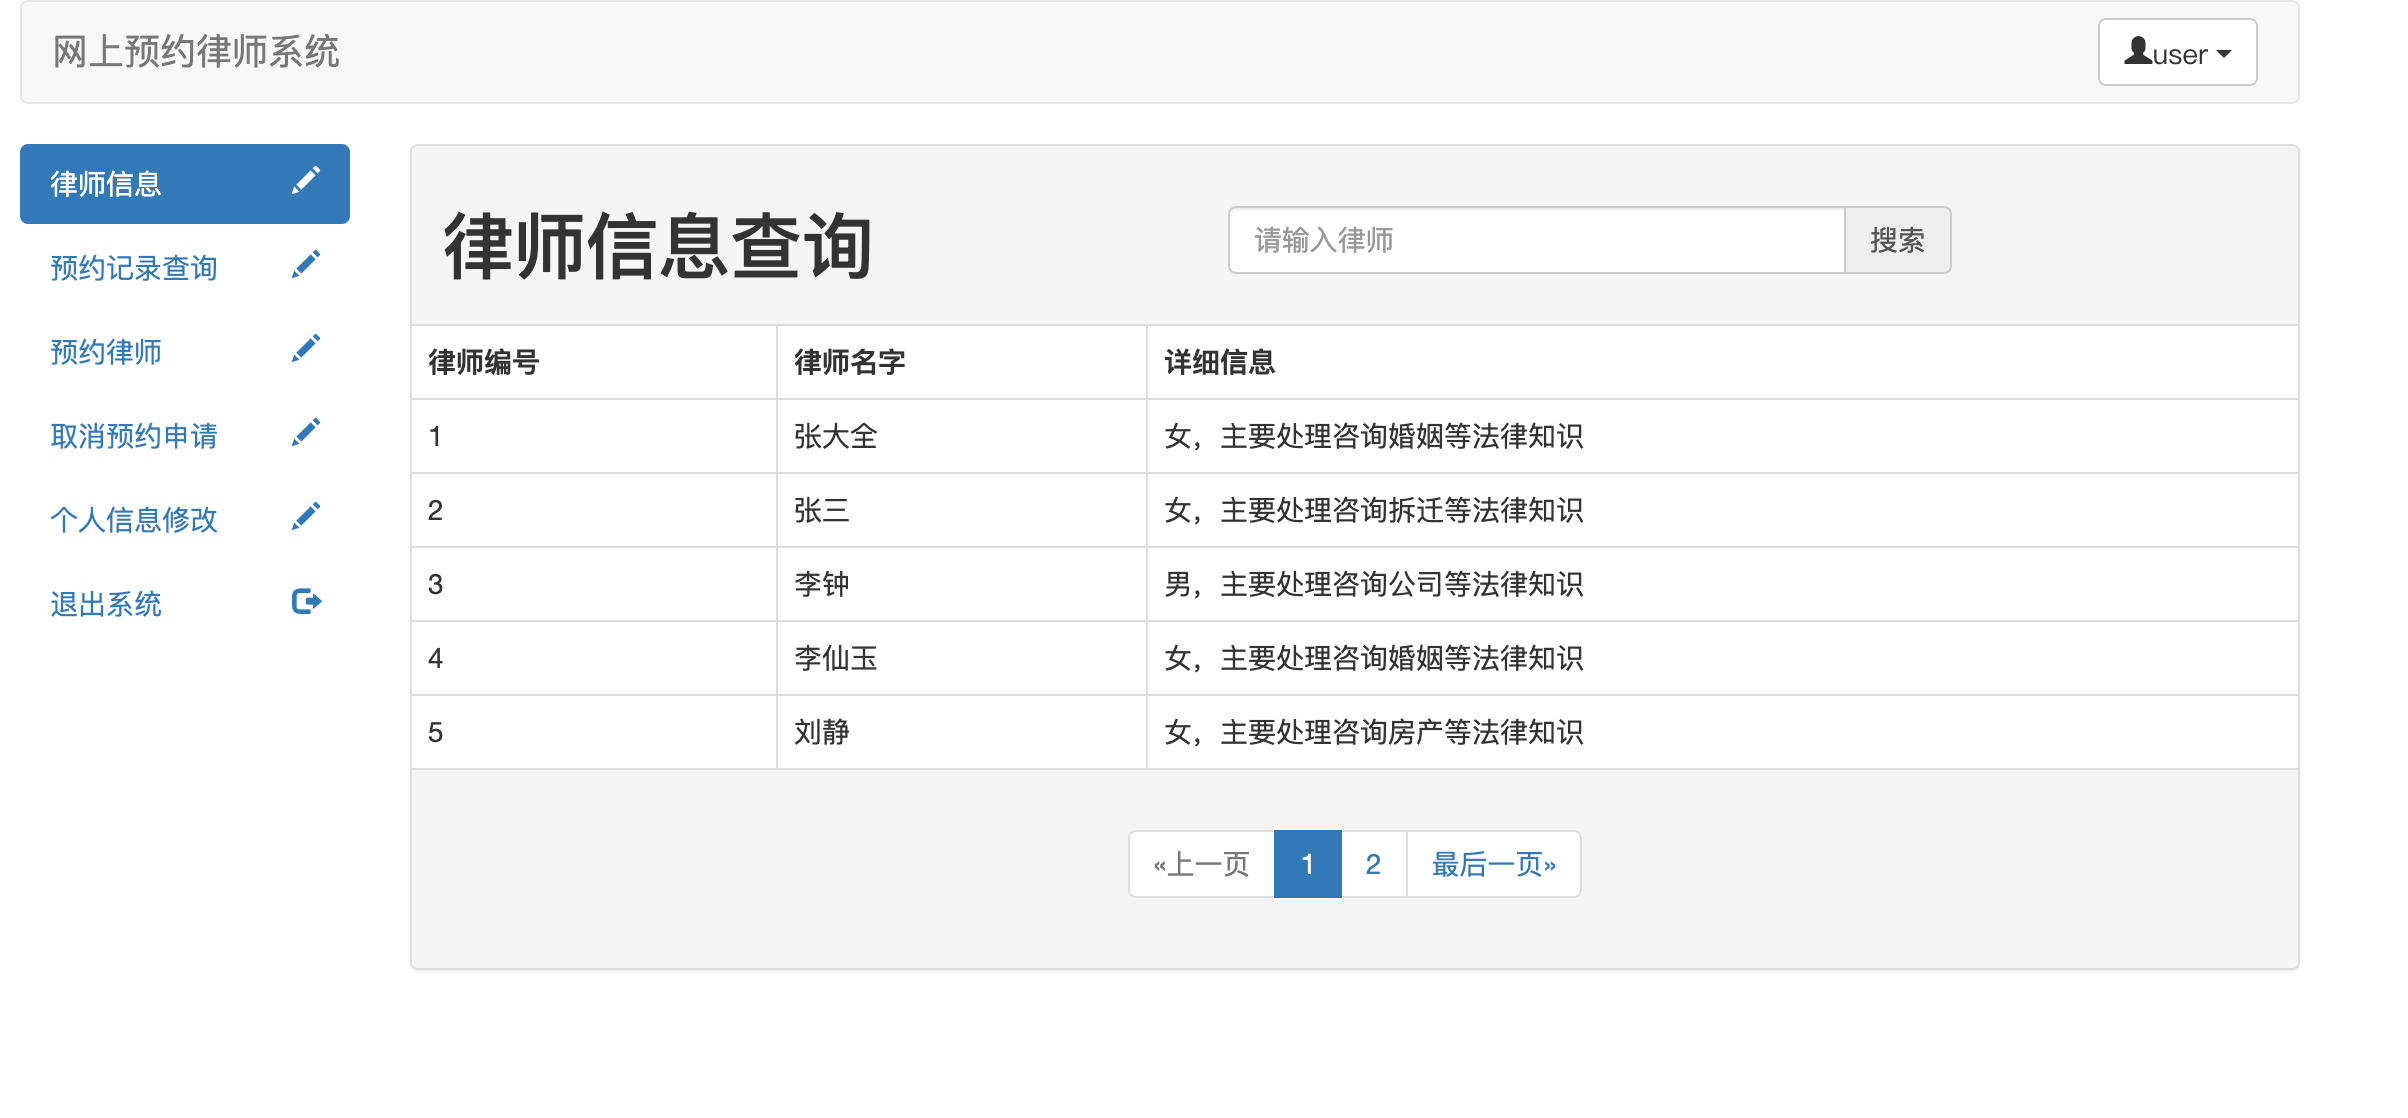 网上预约律师系统
user
律师信息
预约记录查询
预约律师
取消预约申请
个人信息修改
退出系统
律师信息查询
请输入律师 搜索
律师编号 律师名字 详细信息
1 张大全 女，主要处理咨询婚姻等法律知识
2 张三 女，主要处理咨询拆迁等法律知识
3 李钟 男，主要处理咨询公司等法律知识
4 李仙玉 女，主要处理咨询婚姻等法律知识
5 刘静 女，主要处理咨询房产等法律知识
«上一页 1 2 最后一页»